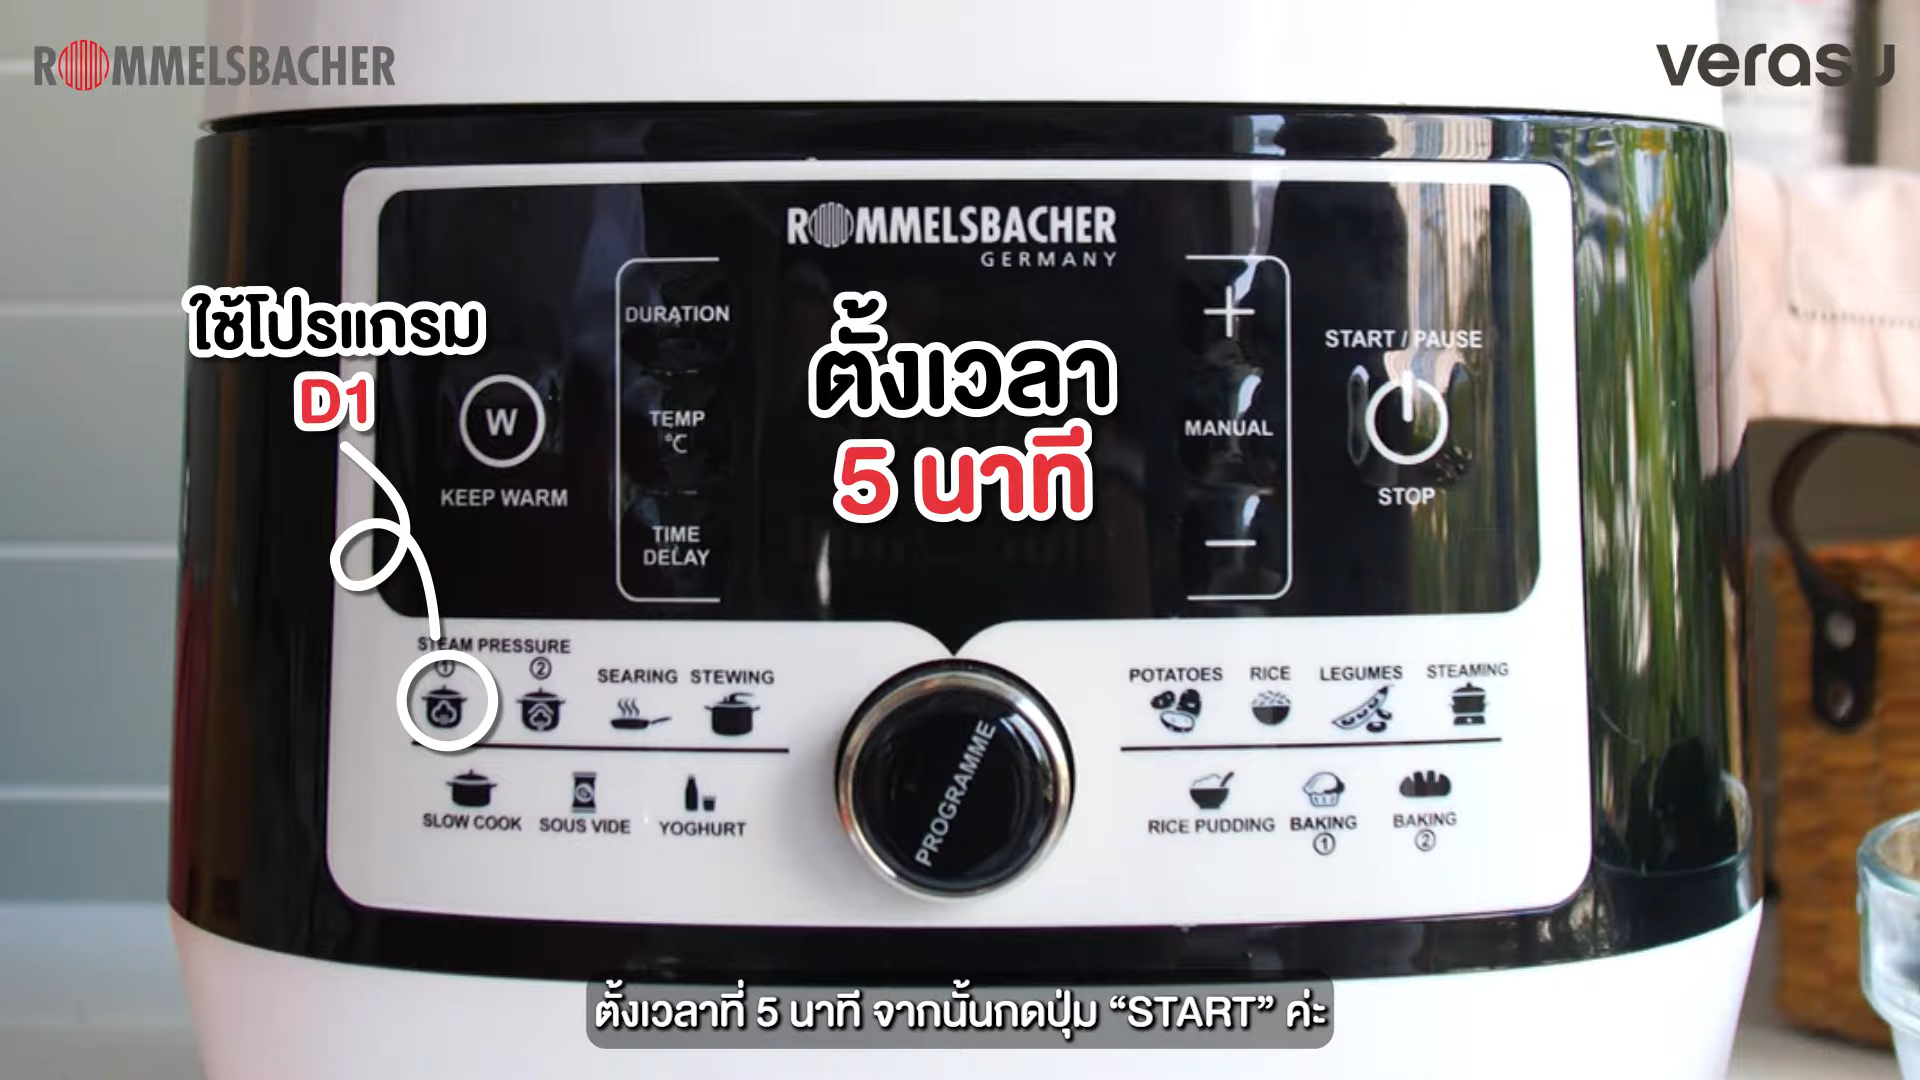 ROMMELSBACHER
verasu
ROMMELSBACHER
GERMANY
ใช้โปรแกรม
D1
W
KEEP WARM
DURATION
TEMP
°C
TIME
DELAY
ตั้งเวลา
5 นาที
+
MANUAL
−
START / PAUSE
STOP
STEAM PRESSURE
① ②
SEARING STEWING
SLOW COOK SOUS VIDE YOGHURT
PROGRAMME
POTATOES RICE LEGUMES STEAMING
RICE PUDDING BAKING BAKING
① ②
ตั้งเวลาที่ 5 นาที จากนั้นกดปุ่ม “START” ค่ะ